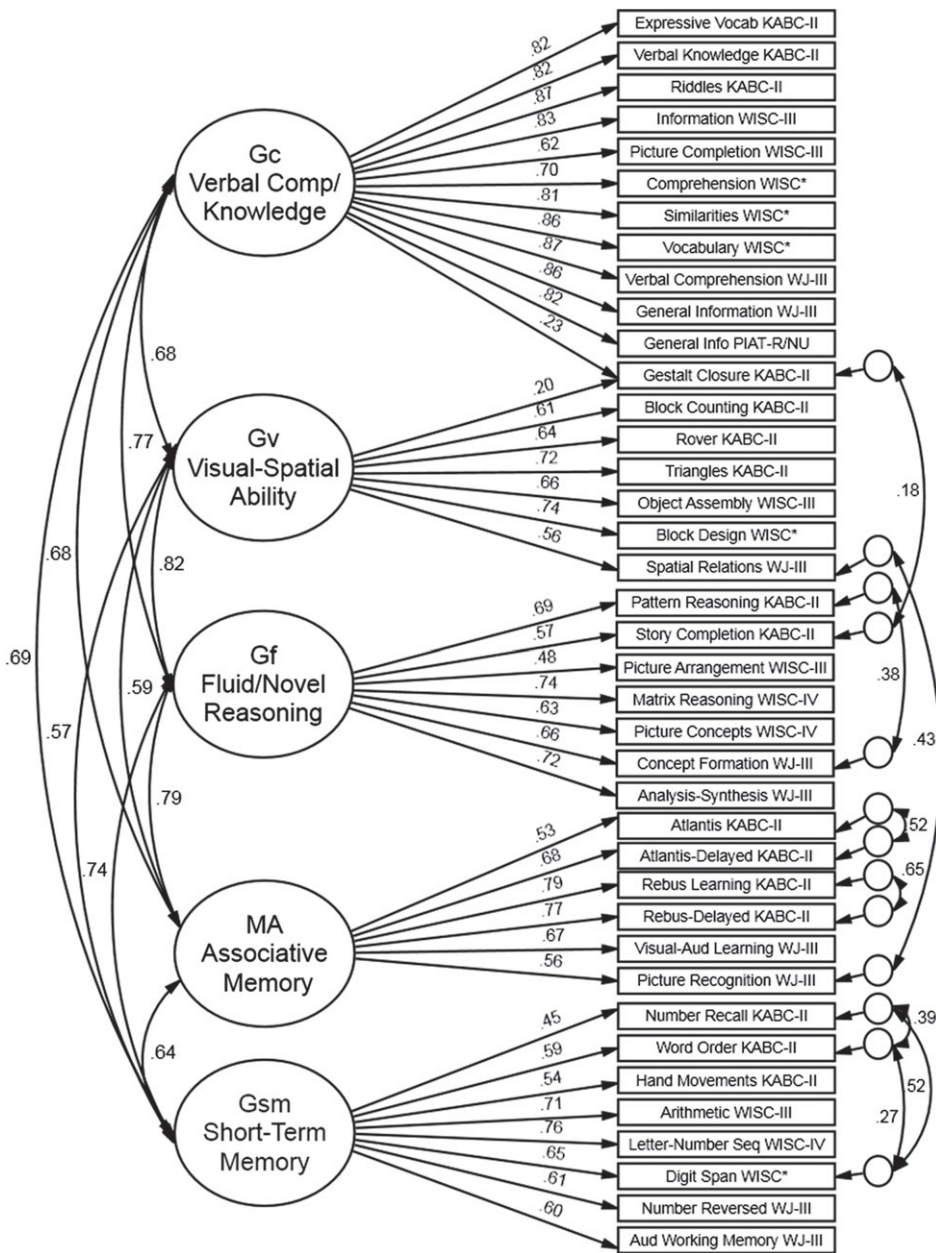 Expressive Vocab KABC-II
.82
Verbal Knowledge KABC-II
.82
Riddles KABC-II
.87
Information WISC-III
.83
Picture Completion WISC-III
.62
Comprehension WISC*
.70
Similarities WISC*
.81
Vocabulary WISC*
.86
Verbal Comprehension WJ-III
.87
General Information WJ-III
.86
General Info PIAT-R/NU
.82
Gestalt Closure KABC-II
.23
Gc
Verbal Comp/
Knowledge
.20
Block Counting KABC-II
.61
Rover KABC-II
.64
Triangles KABC-II
.72
Object Assembly WISC-III
.66
Block Design WISC*
.74
Spatial Relations WJ-III
.56
Gv
Visual-Spatial
Ability
Pattern Reasoning KABC-II
.69
Story Completion KABC-II
.57
Picture Arrangement WISC-III
.48
Matrix Reasoning WISC-IV
.74
Picture Concepts WISC-IV
.63
Concept Formation WJ-III
.66
Analysis-Synthesis WJ-III
.72
Gf
Fluid/Novel
Reasoning
Atlantis KABC-II
.53
Atlantis-Delayed KABC-II
.68
Rebus Learning KABC-II
.79
Rebus-Delayed KABC-II
.77
Visual-Aud Learning WJ-III
.67
Picture Recognition WJ-III
.56
MA
Associative
Memory
Number Recall KABC-II
.45
Word Order KABC-II
.59
Hand Movements KABC-II
.54
Arithmetic WISC-III
.71
Letter-Number Seq WISC-IV
.76
Digit Span WISC*
.65
Number Reversed WJ-III
.61
Aud Working Memory WJ-III
.60
Gsm
Short-Term
Memory
.68
.77
.68
.82
.69
.59
.57
.79
.74
.64
.18
.38
.43
.52
.65
.39
.52
.27